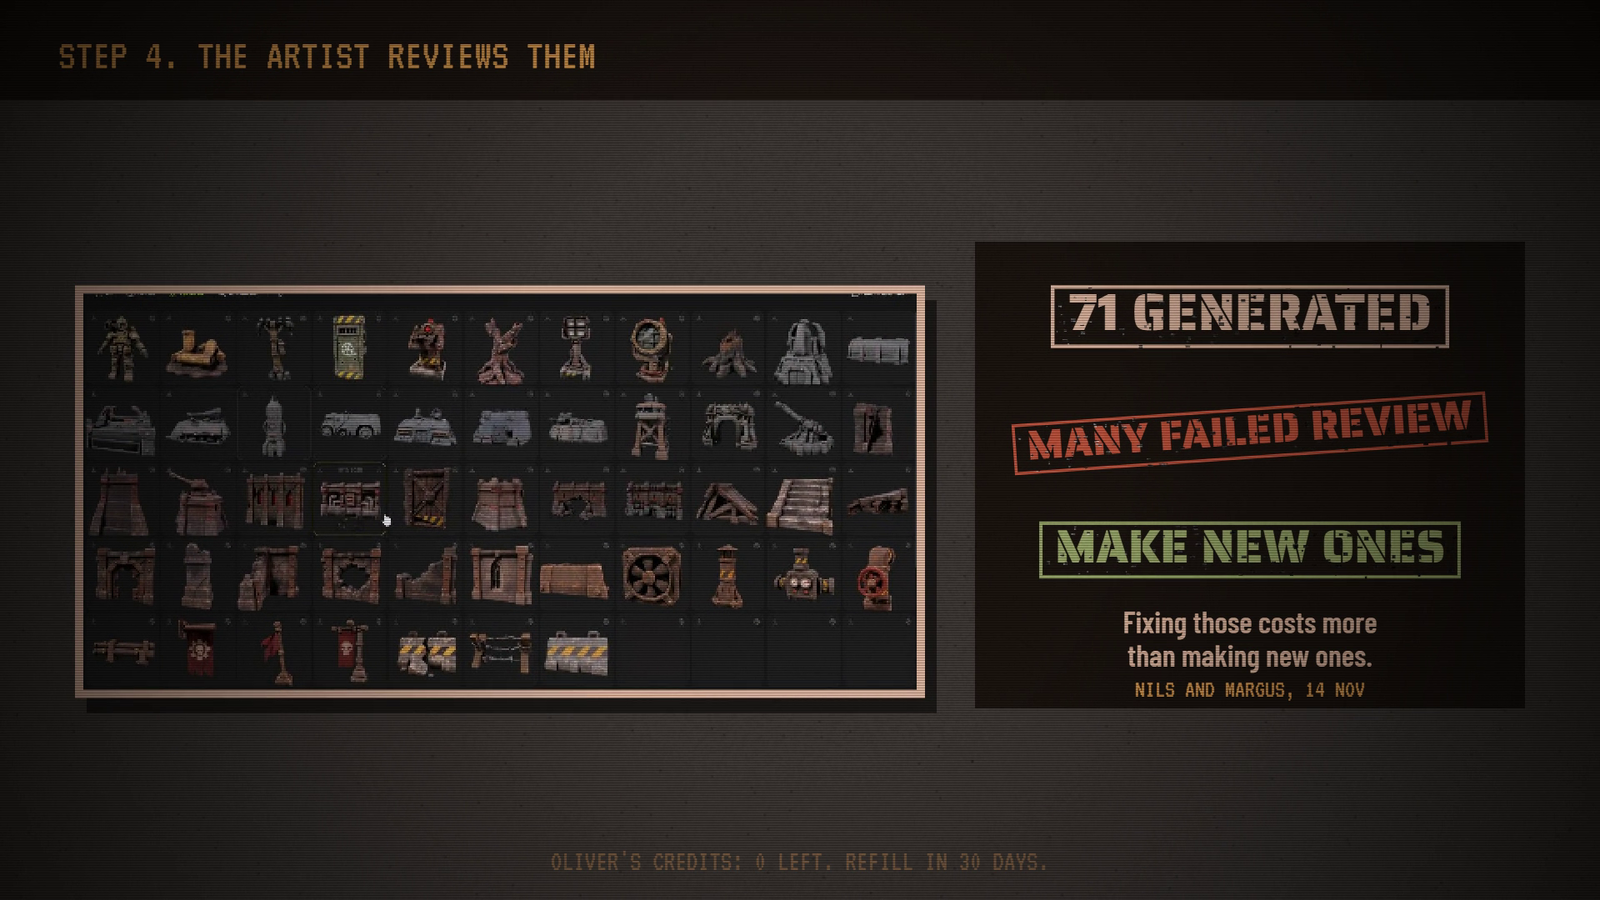 STEP 4. THE ARTIST REVIEWS THEM
71 GENERATED
MANY FAILED REVIEW
MAKE NEW ONES
Fixing those costs more
than making new ones.
NILS AND MARGUS, 14 NOV
OLIVER'S CREDITS: 0 LEFT. REFILL IN 30 DAYS.